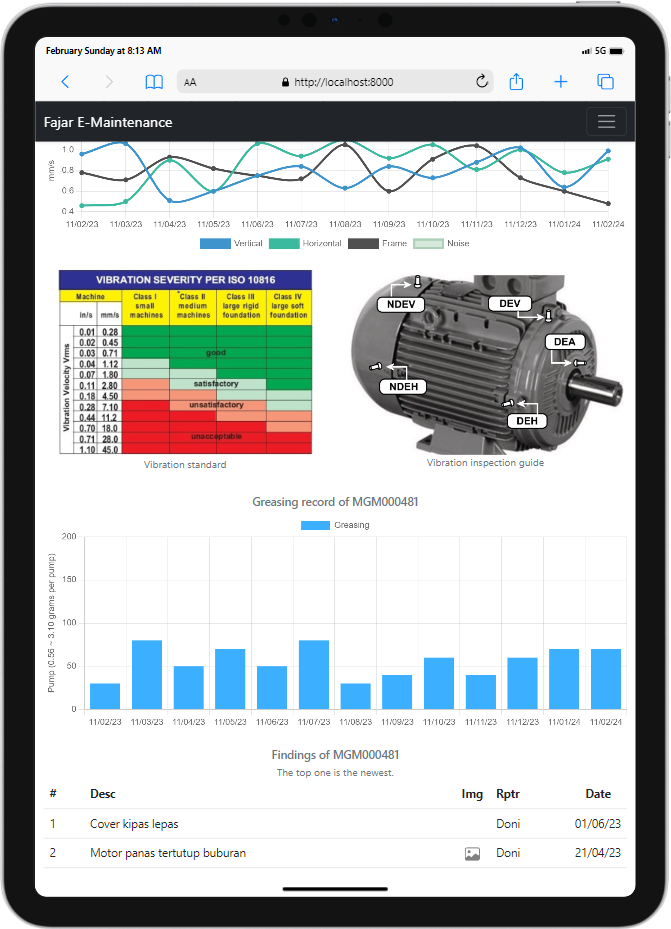 February Sunday at 8:13 AM
5G
AA
http://localhost:8000
Fajar E-Maintenance
mm/s
1.0
0.8
0.6
0.4
11/02/23 11/03/23 11/04/23 11/05/23 11/06/23 11/07/23 11/08/23 11/09/23 11/10/23 11/11/23 11/12/23 11/01/24 11/02/24
Vertical Horizontal Frame Noise
VIBRATION SEVERITY PER ISO 10816
Machine Class I Class II Class III Class IV
small medium large rigid large soft
in/s mm/s machines machines foundation foundation
Vibration Velocity Vrms
0.01 0.28
0.02 0.45
0.03 0.71 good
0.04 1.12
0.07 1.80
0.11 2.80 satisfactory
0.18 4.50
0.28 7.10 unsatisfactory
0.44 11.2
0.70 18.0
0.71 28.0 unacceptable
1.10 45.0
Vibration standard
NDEV
DEV
DEA
NDEH
DEH
Vibration inspection guide
Greasing record of MGM000481
Greasing
Pump (0.56 ~ 3.10 grams per pump)
200
150
100
50
0
11/02/23 11/03/23 11/04/23 11/05/23 11/06/23 11/07/23 11/08/23 11/09/23 11/10/23 11/11/23 11/12/23 11/01/24 11/02/24
Findings of MGM000481
The top one is the newest.
# Desc Img Rptr Date
1 Cover kipas lepas Doni 01/06/23
2 Motor panas tertutup buburan Doni 21/04/23